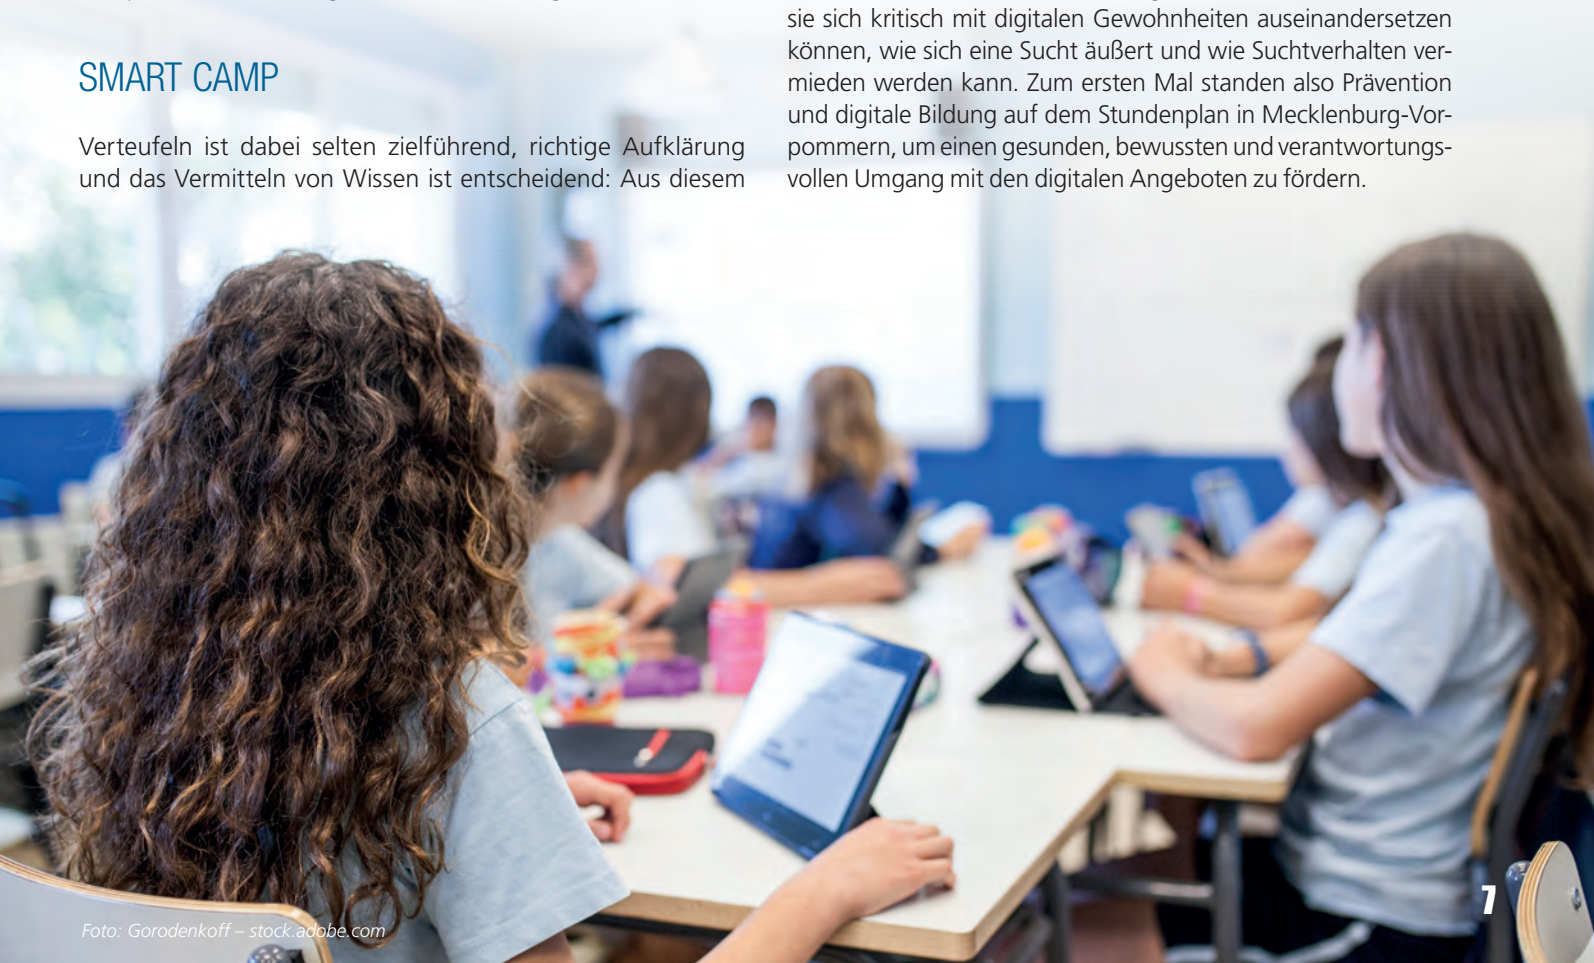 SMART CAMP
Verteufeln ist dabei selten zielführend, richtige Aufklärung
und das Vermitteln von Wissen ist entscheidend: Aus diesem
sie sich kritisch mit digitalen Gewohnheiten auseinandersetzen
können, wie sich eine Sucht äußert und wie Suchtverhalten ver-
mieden werden kann. Zum ersten Mal standen also Prävention
und digitale Bildung auf dem Stundenplan in Mecklenburg-Vor-
pommern, um einen gesunden, bewussten und verantwortungs-
vollen Umgang mit den digitalen Angeboten zu fördern.
Foto: Gorodenkoff – stock.adobe.com
7